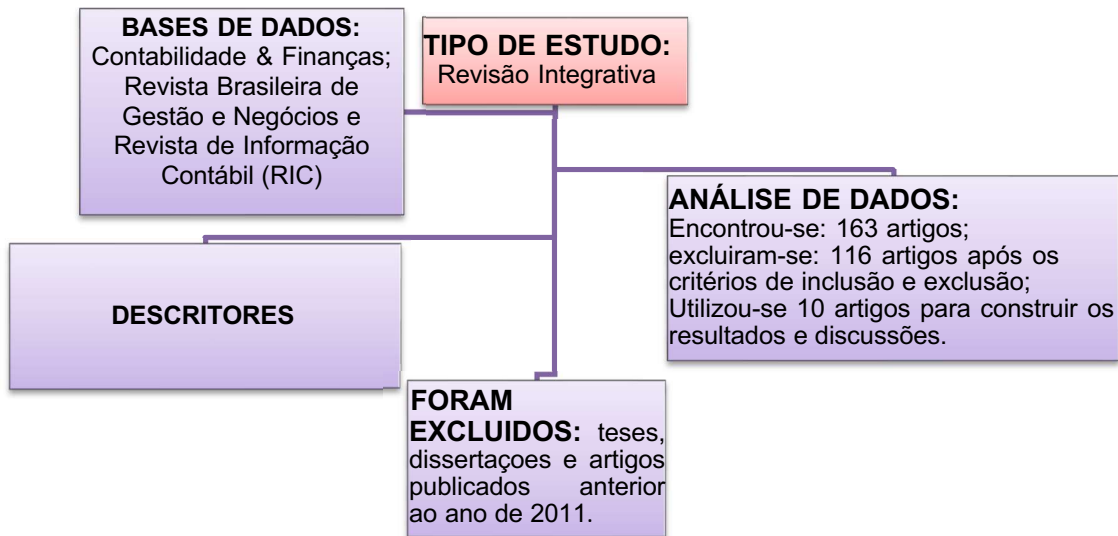 BASES DE DADOS:
Contabilidade & Finanças;
Revista Brasileira de
Gestão e Negócios e
Revista de Informação
Contábil (RIC)
TIPO DE ESTUDO:
Revisão Integrativa
ANÁLISE DE DADOS:
Encontrou-se: 163 artigos;
excluiram-se: 116 artigos após os
critérios de inclusão e exclusão;
Utilizou-se 10 artigos para construir os
resultados e discussões.
DESCRITORES
FORAM
EXCLUIDOS: teses,
dissertaçoes e artigos
publicados anterior
ao ano de 2011.